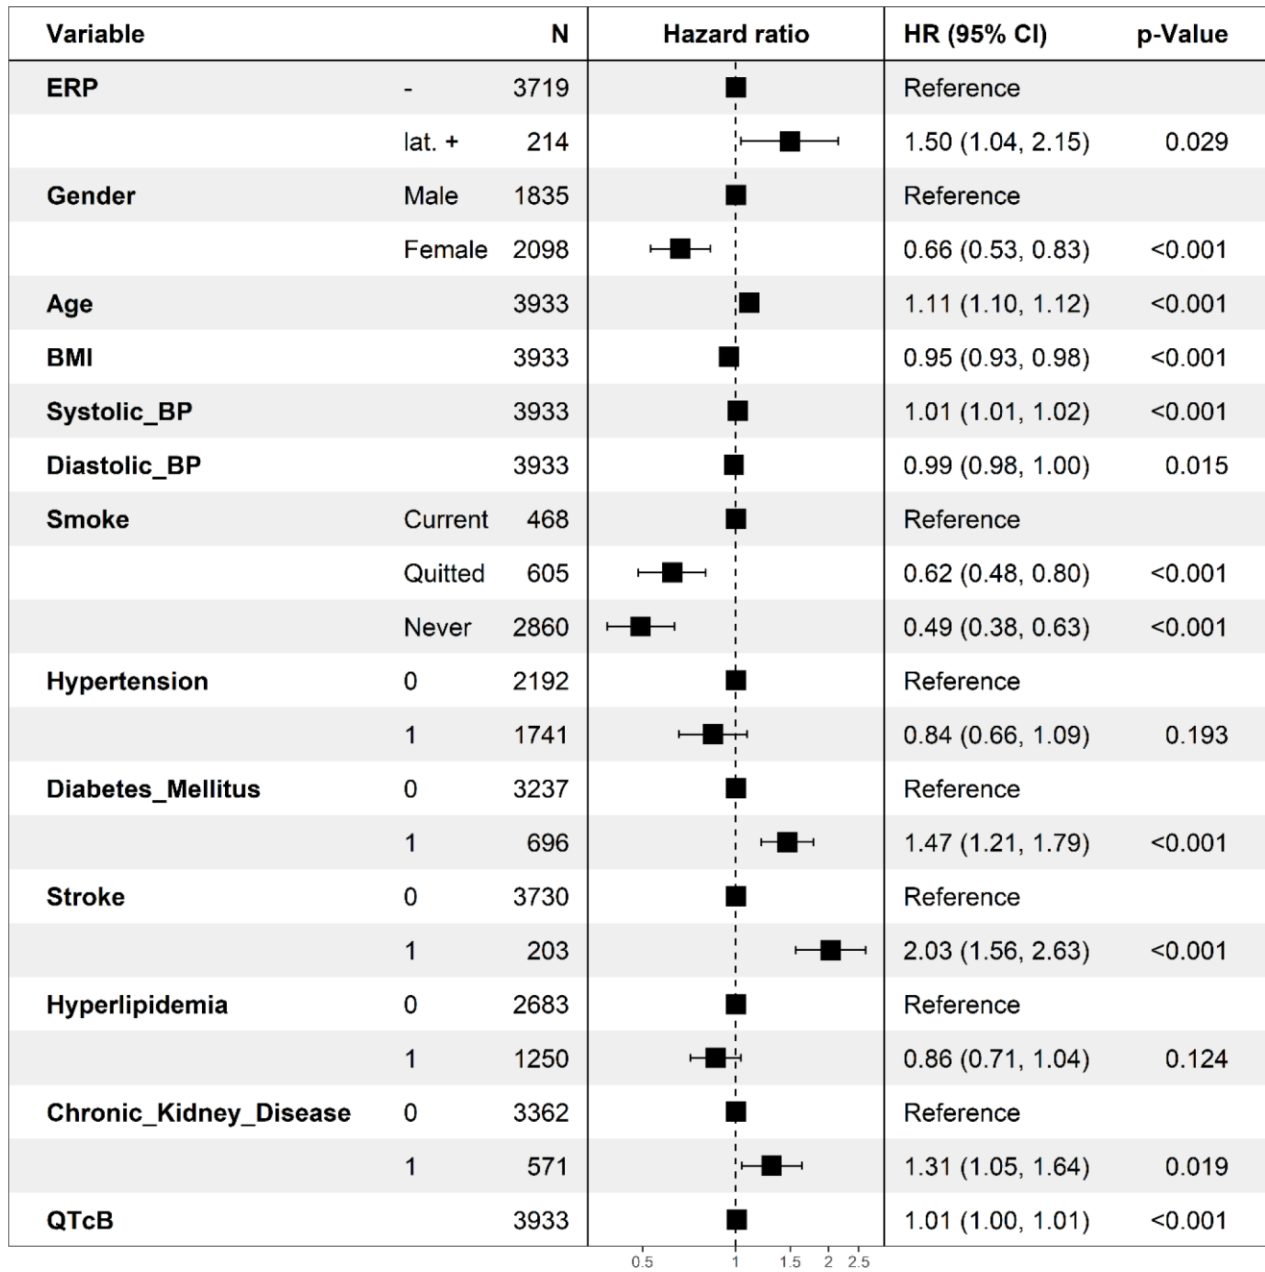 Variable N Hazard ratio HR (95% CI) p-Value
ERP - 3719 Reference
lat. + 214 1.50 (1.04, 2.15) 0.029
Gender Male 1835 Reference
Female 2098 0.66 (0.53, 0.83) <0.001
Age 3933 1.11 (1.10, 1.12) <0.001
BMI 3933 0.95 (0.93, 0.98) <0.001
Systolic_BP 3933 1.01 (1.01, 1.02) <0.001
Diastolic_BP 3933 0.99 (0.98, 1.00) 0.015
Smoke Current 468 Reference
Quitted 605 0.62 (0.48, 0.80) <0.001
Never 2860 0.49 (0.38, 0.63) <0.001
Hypertension 0 2192 Reference
1 1741 0.84 (0.66, 1.09) 0.193
Diabetes_Mellitus 0 3237 Reference
1 696 1.47 (1.21, 1.79) <0.001
Stroke 0 3730 Reference
1 203 2.03 (1.56, 2.63) <0.001
Hyperlipidemia 0 2683 Reference
1 1250 0.86 (0.71, 1.04) 0.124
Chronic_Kidney_Disease 0 3362 Reference
1 571 1.31 (1.05, 1.64) 0.019
QTcB 3933 1.01 (1.00, 1.01) <0.001
0.5 1 1.5 2 2.5